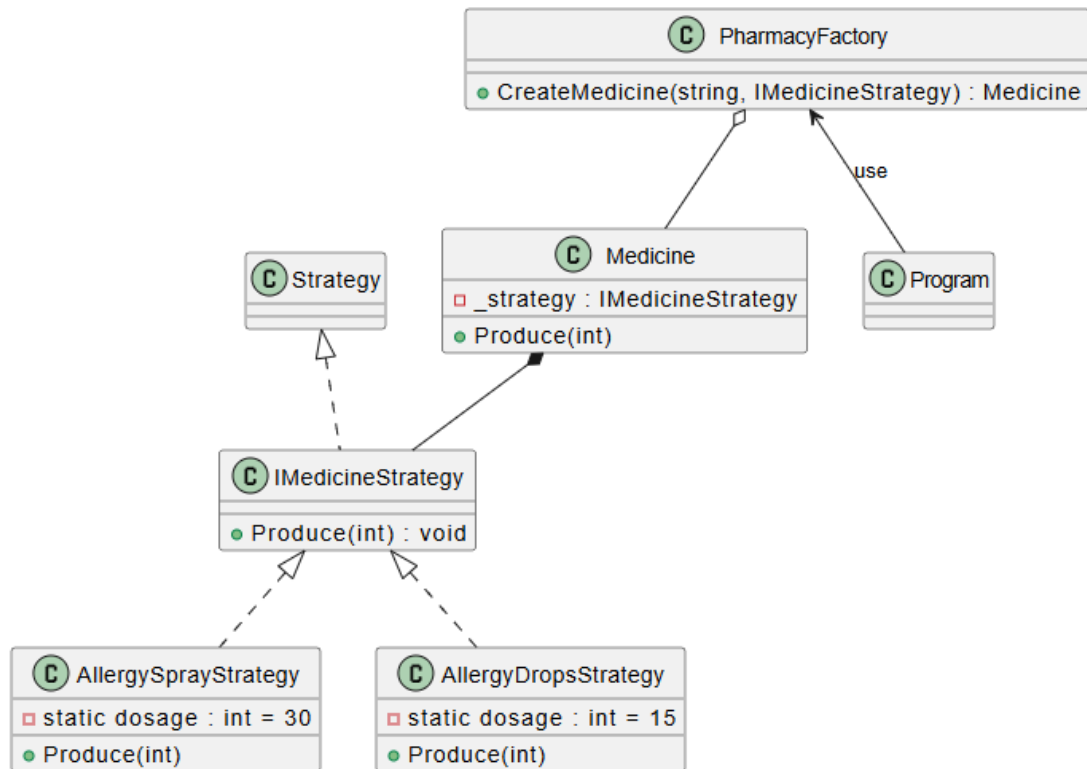 C PharmacyFactory
CreateMedicine(string, IMedicineStrategy) : Medicine
use
C Strategy
C Medicine
_strategy : IMedicineStrategy
Produce(int)
C Program
C IMedicineStrategy
Produce(int) : void
C AllergySprayStrategy
static dosage : int = 30
Produce(int)
C AllergyDropsStrategy
static dosage : int = 15
Produce(int)